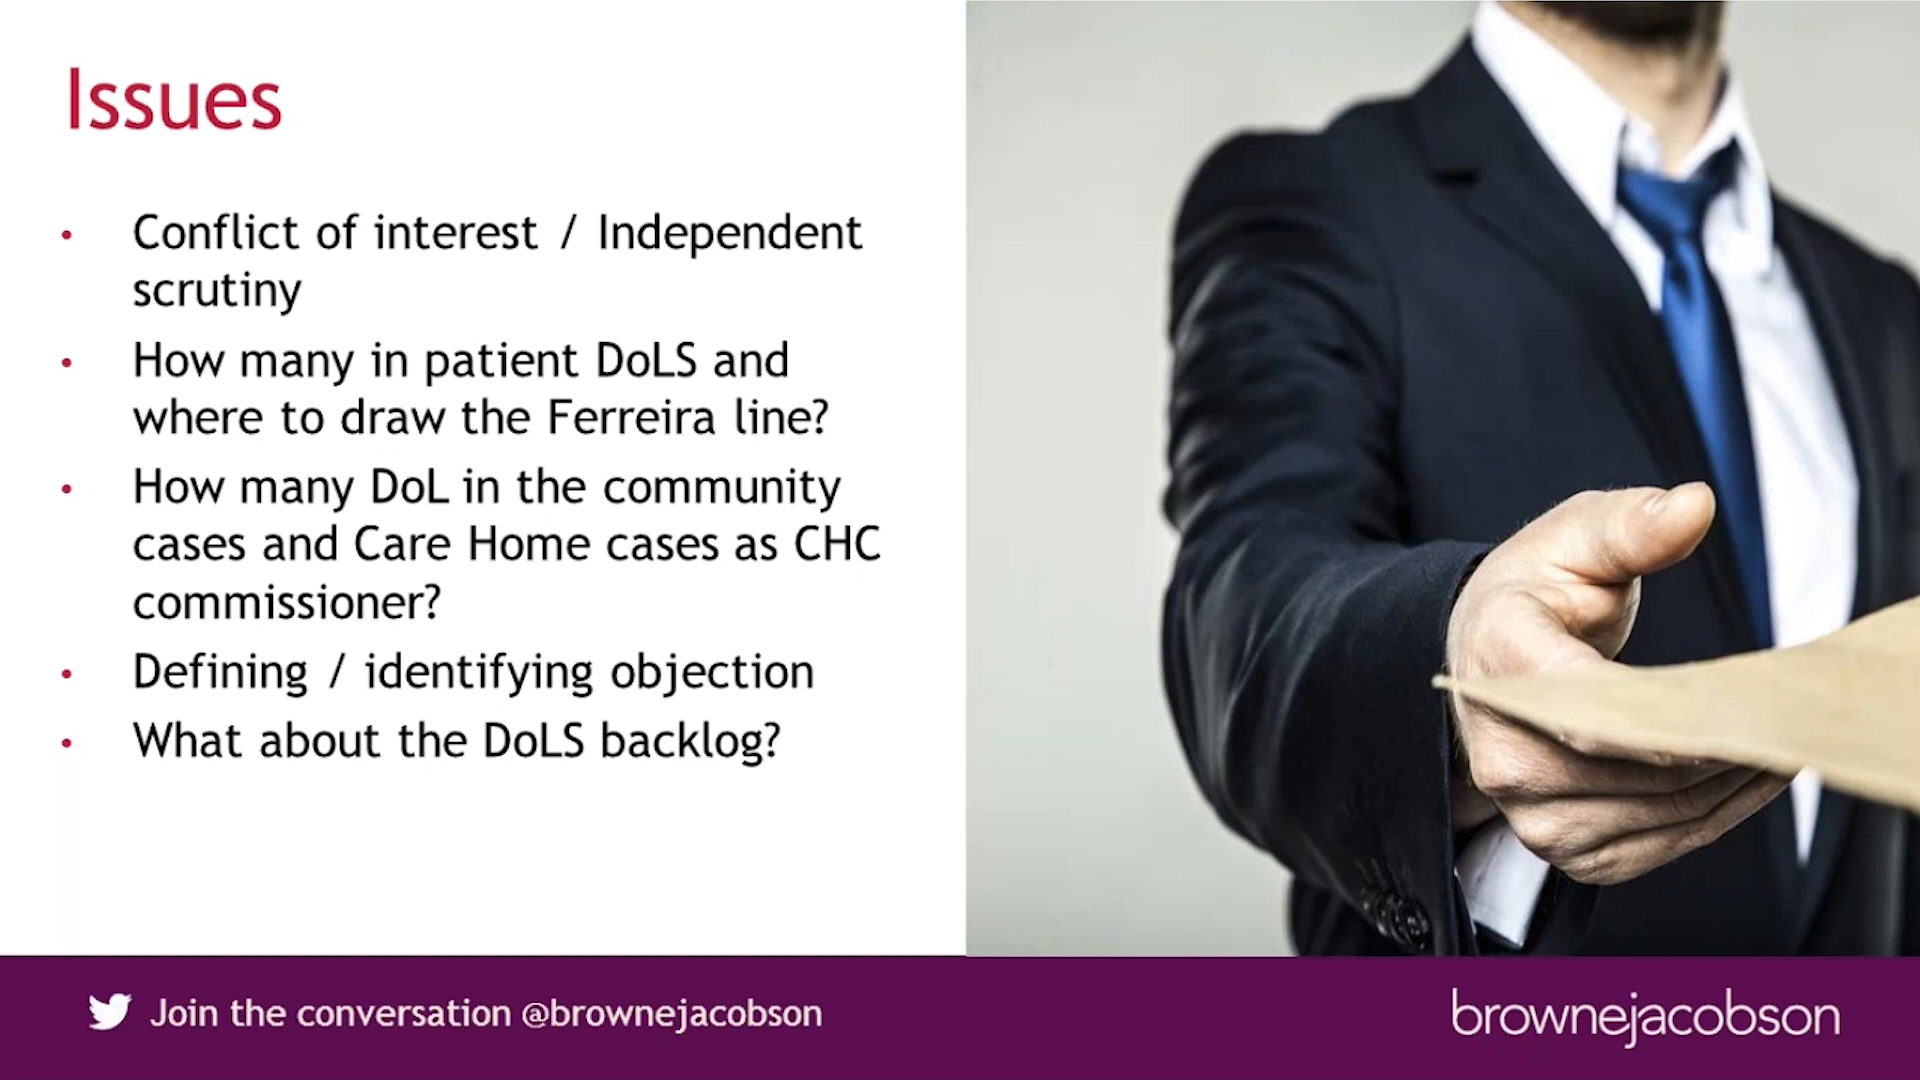 Issues
• Conflict of interest / Independent
scrutiny
• How many in patient DoLS and
where to draw the Ferreira line?
• How many DoL in the community
cases and Care Home cases as CHC
commissioner?
• Defining / identifying objection
• What about the DoLS backlog?
Join the conversation @brownejacobson
brownejacobson